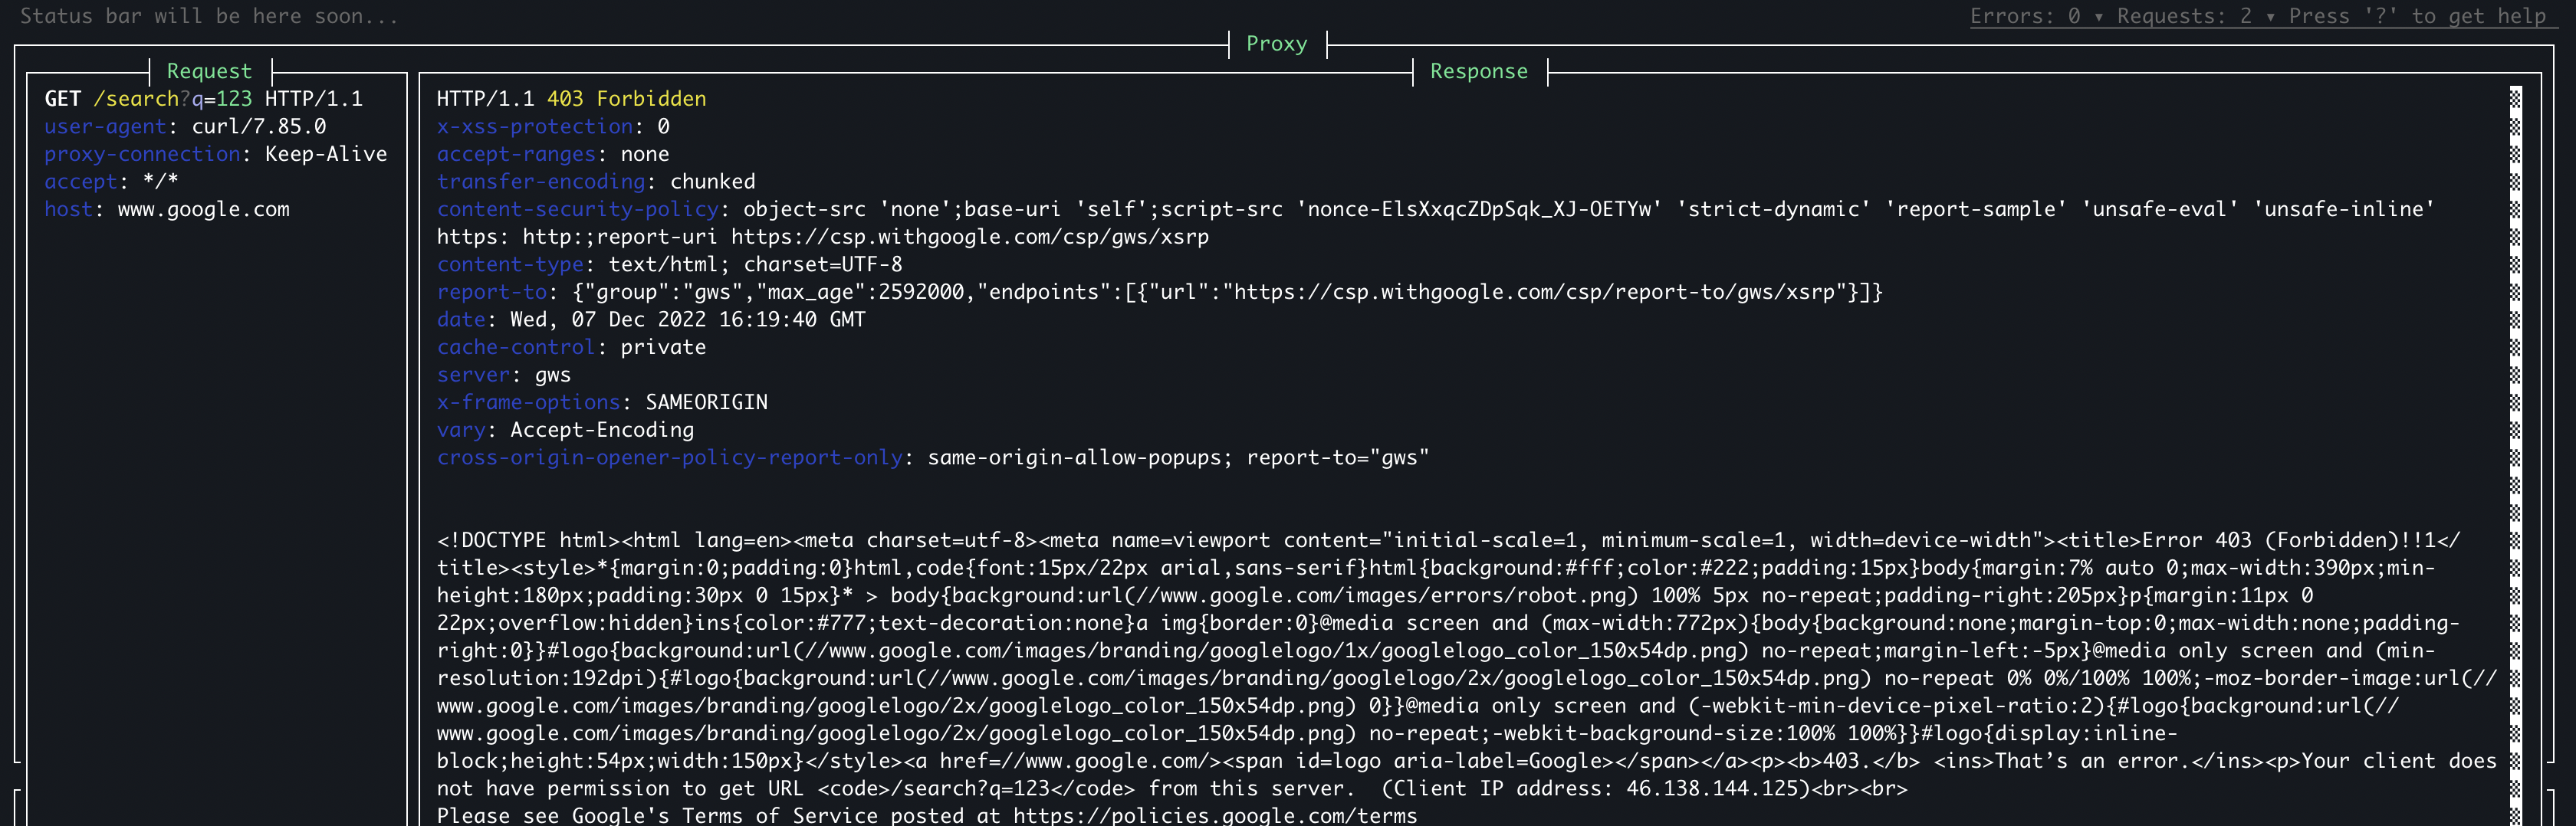 Status bar will be here soon...
Errors: 0 ▾ Requests: 2 ▾ Press '?' to get help
Proxy
Request
GET /search?q=123 HTTP/1.1
user-agent: curl/7.85.0
proxy-connection: Keep-Alive
accept: */*
host: www.google.com
Response
HTTP/1.1 403 Forbidden
x-xss-protection: 0
accept-ranges: none
transfer-encoding: chunked
content-security-policy: object-src 'none';base-uri 'self';script-src 'nonce-ElsXxqcZDpSqk_XJ-OETYw' 'strict-dynamic' 'report-sample' 'unsafe-eval' 'unsafe-inline'
https: http:;report-uri https://csp.withgoogle.com/csp/gws/xsrp
content-type: text/html; charset=UTF-8
report-to: {"group":"gws","max_age":2592000,"endpoints":[{"url":"https://csp.withgoogle.com/csp/report-to/gws/xsrp"}]}
date: Wed, 07 Dec 2022 16:19:40 GMT
cache-control: private
server: gws
x-frame-options: SAMEORIGIN
vary: Accept-Encoding
cross-origin-opener-policy-report-only: same-origin-allow-popups; report-to="gws"
<!DOCTYPE html><html lang=en><meta charset=utf-8><meta name=viewport content="initial-scale=1, minimum-scale=1, width=device-width"><title>Error 403 (Forbidden)!!1</
title><style>*{margin:0;padding:0}html,code{font:15px/22px arial,sans-serif}html{background:#fff;color:#222;padding:15px}body{margin:7% auto 0;max-width:390px;min-
height:180px;padding:30px 0 15px}* > body{background:url(//www.google.com/images/errors/robot.png) 100% 5px no-repeat;padding-right:205px}p{margin:11px 0
22px;overflow:hidden}ins{color:#777;text-decoration:none}a img{border:0}@media screen and (max-width:772px){body{background:none;margin-top:0;max-width:none;padding-
right:0}}#logo{background:url(//www.google.com/images/branding/googlelogo/1x/googlelogo_color_150x54dp.png) no-repeat;margin-left:-5px}@media only screen and (min-
resolution:192dpi){#logo{background:url(//www.google.com/images/branding/googlelogo/2x/googlelogo_color_150x54dp.png) no-repeat 0% 0%/100% 100%;-moz-border-image:url(//
www.google.com/images/branding/googlelogo/2x/googlelogo_color_150x54dp.png) 0}}@media only screen and (-webkit-min-device-pixel-ratio:2){#logo{background:url(//
www.google.com/images/branding/googlelogo/2x/googlelogo_color_150x54dp.png) no-repeat;-webkit-background-size:100% 100%}}#logo{display:inline-
block;height:54px;width:150px}</style><a href=//www.google.com/><span id=logo aria-label=Google></span></a><p><b>403.</b> <ins>That’s an error.</ins><p>Your client does
not have permission to get URL <code>/search?q=123</code> from this server.  (Client IP address: 46.138.144.125)<br><br>
Please see Google's Terms of Service posted at https://policies.google.com/terms